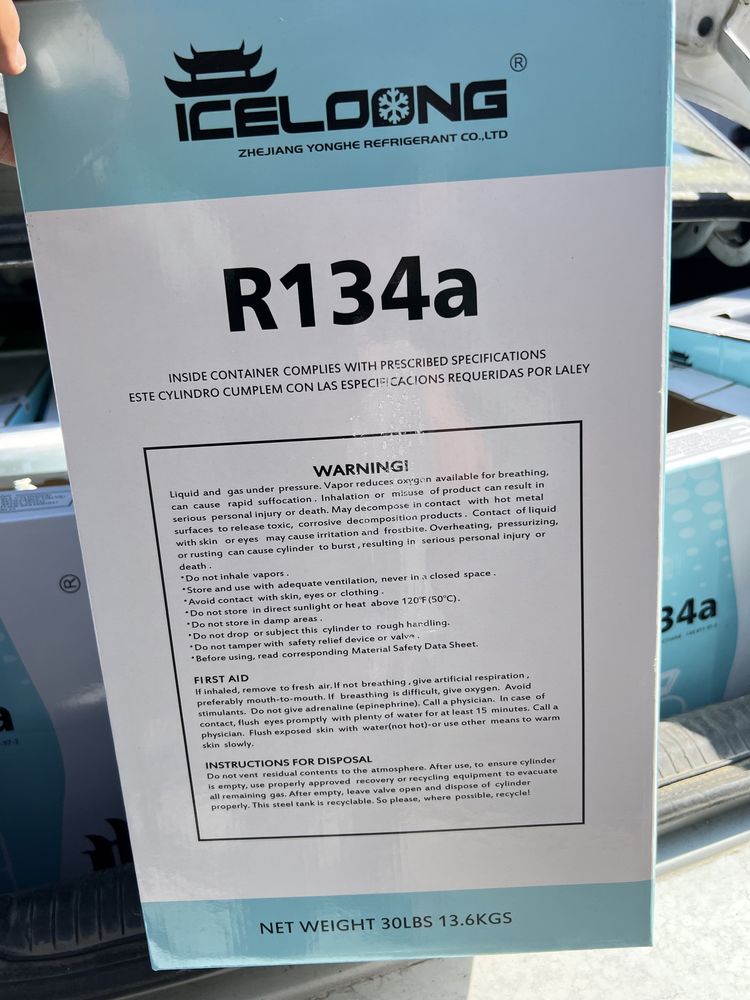 ICELOONG ®
ZHEJIANG YONGHE REFRIGERANT CO.,LTD
R134a
INSIDE CONTAINER COMPLIES WITH PRESCRIBED SPECIFICATIONS
ESTE CYLINDRO CUMPLEM CON LAS ESPECIFICACIONS REQUERIDAS POR LALEY
WARNING!
Liquid and gas under pressure. Vapor reduces oxygen available for breathing,
can cause rapid suffocation. Inhalation or misuse of product can result in
serious personal injury or death. May decompose in contact with hot metal
surfaces to release toxic, corrosive decomposition products. Contact of liquid
with skin or eyes may cause irritation and frostbite. Overheating, pressurizing,
or rusting can cause cylinder to burst, resulting in serious personal injury or
death.
*Do not inhale vapors.
*Store and use with adequate ventilation, never in a closed space.
*Avoid contact with skin, eyes or clothing.
*Do not store in direct sunlight or heat above 120°F(50°C).
*Do not store in damp areas.
*Do not drop or subject this cylinder to rough handling.
*Do not tamper with safety relief device or valve.
*Before using, read corresponding Material Safety Data Sheet.
FIRST AID
If inhaled, remove to fresh air. If not breathing, give artificial respiration,
preferably mouth-to-mouth. If breasthing is difficult, give oxygen. Avoid
stimulants. Do not give adrenaline (epinephrine). Call a physician. In case of
contact, flush eyes promptly with plenty of water for at least 15 minutes. Call a
physician. Flush exposed skin with water(not hot)-or use other means to warm
skin slowly.
INSTRUCTIONS FOR DISPOSAL
Do not vent residual contents to the atmosphere. After use, to ensure cylinder
is empty, use properly approved recovery or recycling equipment to evacuate
all remaining gas. After empty, leave valve open and dispose of cylinder
properly. This steel tank is recyclable. So please, where possible, recycle!
NET WEIGHT 30LBS 13.6KGS
®
34a
a